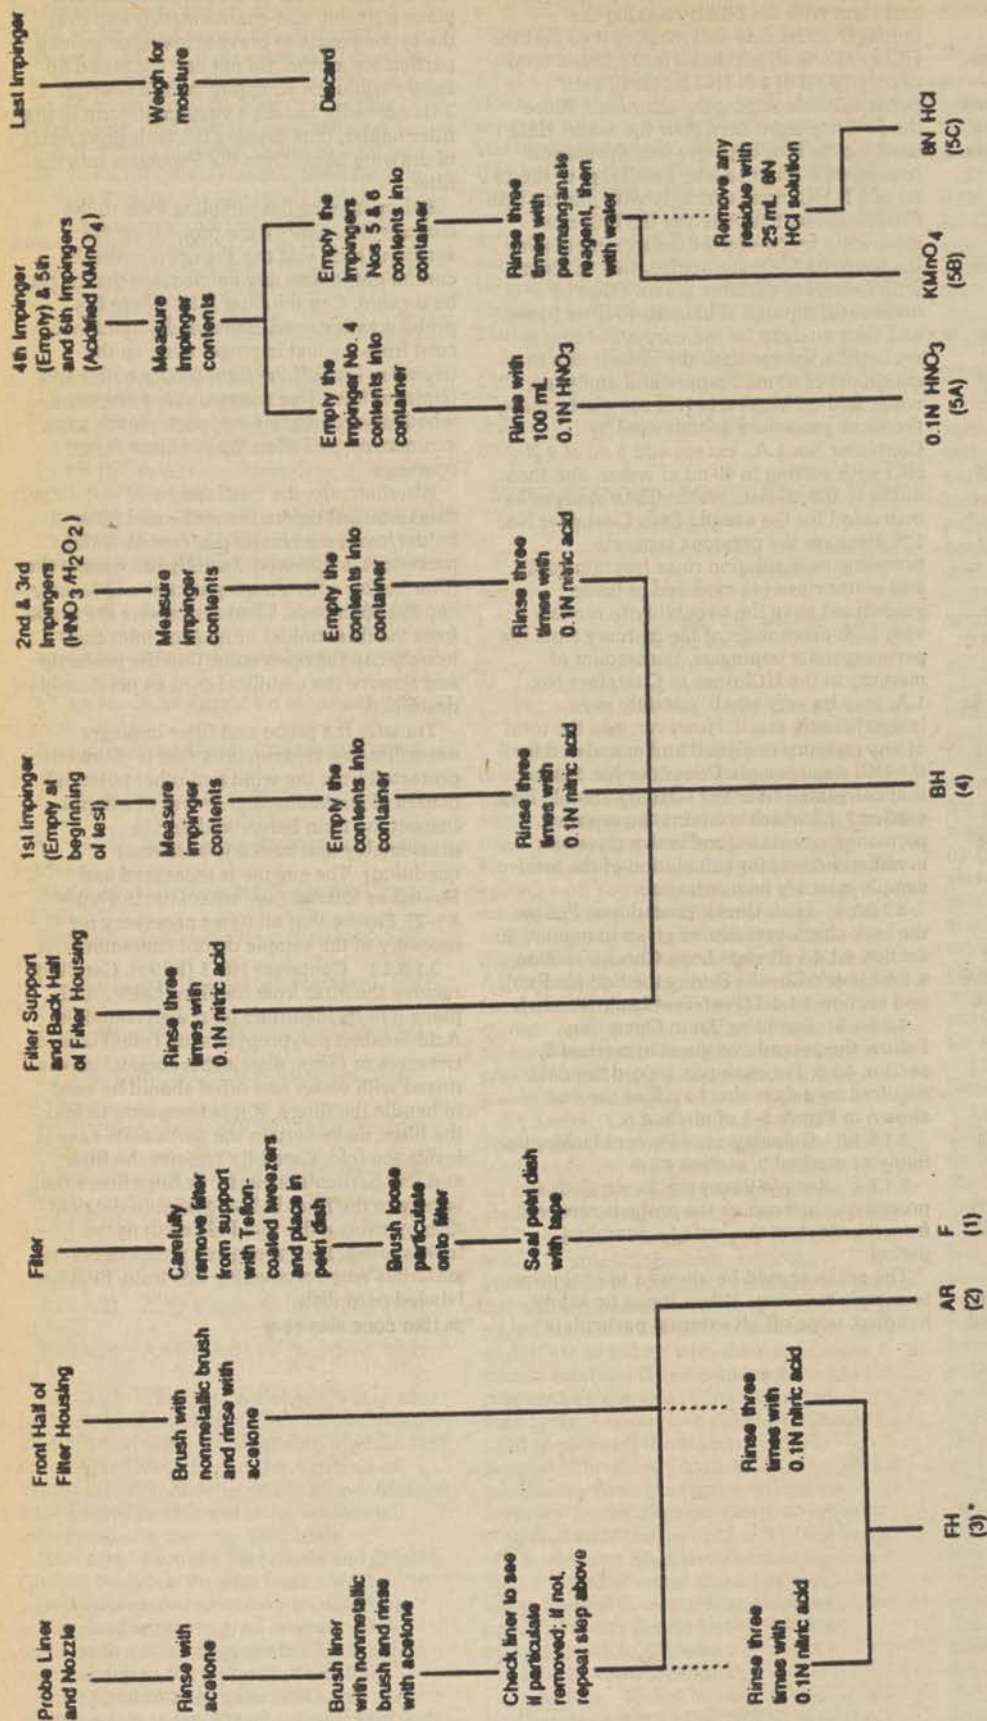 Probe Liner
and Nozzle
Rinse with
acetone
Brush liner
with nonmetallic
brush and rinse
with acetone
Check liner to see
if particulate
removed; if not,
repeat step above
Rinse three
times with
0.1N nitric acid
FH
(3)*
Front Half of
Filter Housing
Brush with
nonmetallic brush
and rinse with
acetone
Rinse three
times with
0.1N nitric acid
AR
(2)
Filter
Carefully
remove filter
from support
with Teflon-
coated tweezers
and place in
petri dish
Brush loose
particulate
onto filter
Seal petri dish
with tape
F
(1)
Filter Support
and Back Half
of Filter Housing
Rinse three
times with
0.1N nitric acid
1st Impinger
(Empty at
beginning
of test)
Measure
impinger
contents
Empty the
contents into
container
Rinse three
times with
0.1N nitric acid
BH
(4)
2nd & 3rd
Impingers
(HNO3/H2O2)
Measure
impinger
contents
Empty the
contents into
container
Rinse three
times with
0.1N nitric acid
4th Impinger
(Empty) & 5th
and 6th Impingers
(Acidified KMnO4)
Measure
impinger
contents
Empty the
Impinger No. 4
contents into
container
Rinse with
100 mL
0.1N HNO3
0.1N HNO3
(5A)
Empty the
Impingers
Nos. 5 & 6
contents into
container
Rinse three
times with
permanganate
reagent, then
with water
Remove any
residue with
25 mL 8N
HCl solution
KMnO4
(5B)
8N HCl
(5C)
Last Impinger
Weigh for
moisture
Discard